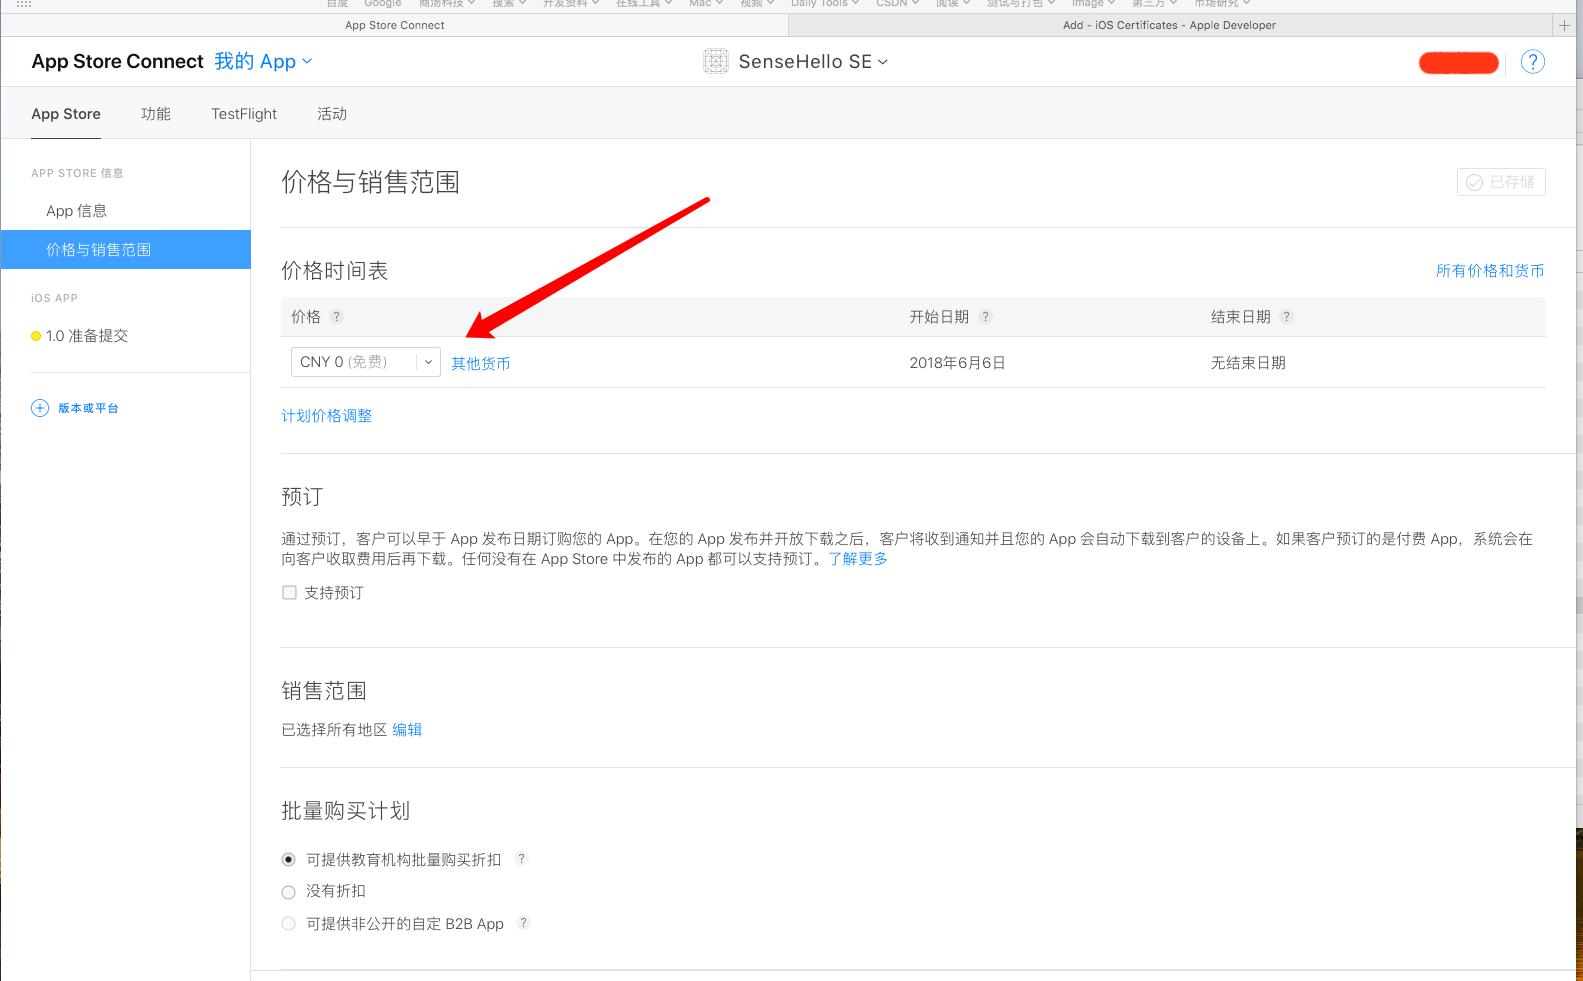 百度 Google 商汤科技 搜索 开发资料 在线工具 Mac 视频 Daily Tools CSDN 阅读 测试与打包 Image 第三方 市场研究
App Store Connect Add - iOS Certificates - Apple Developer
App Store Connect 我的 App SenseHello SE ?
App Store 功能 TestFlight 活动
APP STORE 信息
App 信息
价格与销售范围
iOS APP
1.0 准备提交
版本或平台
价格与销售范围 已存储
价格时间表 所有价格和货币
价格 ? 开始日期 ? 结束日期 ?
CNY 0 (免费) 其他货币 2018年6月6日 无结束日期
计划价格调整
预订
通过预订，客户可以早于 App 发布日期订购您的 App。在您的 App 发布并开放下载之后，客户将收到通知并且您的 App 会自动下载到客户的设备上。如果客户预订的是付费 App，系统会在
向客户收取费用后再下载。任何没有在 App Store 中发布的 App 都可以支持预订。了解更多
支持预订
销售范围
已选择所有地区 编辑
批量购买计划
可提供教育机构批量购买折扣 ?
没有折扣
可提供非公开的自定 B2B App ?